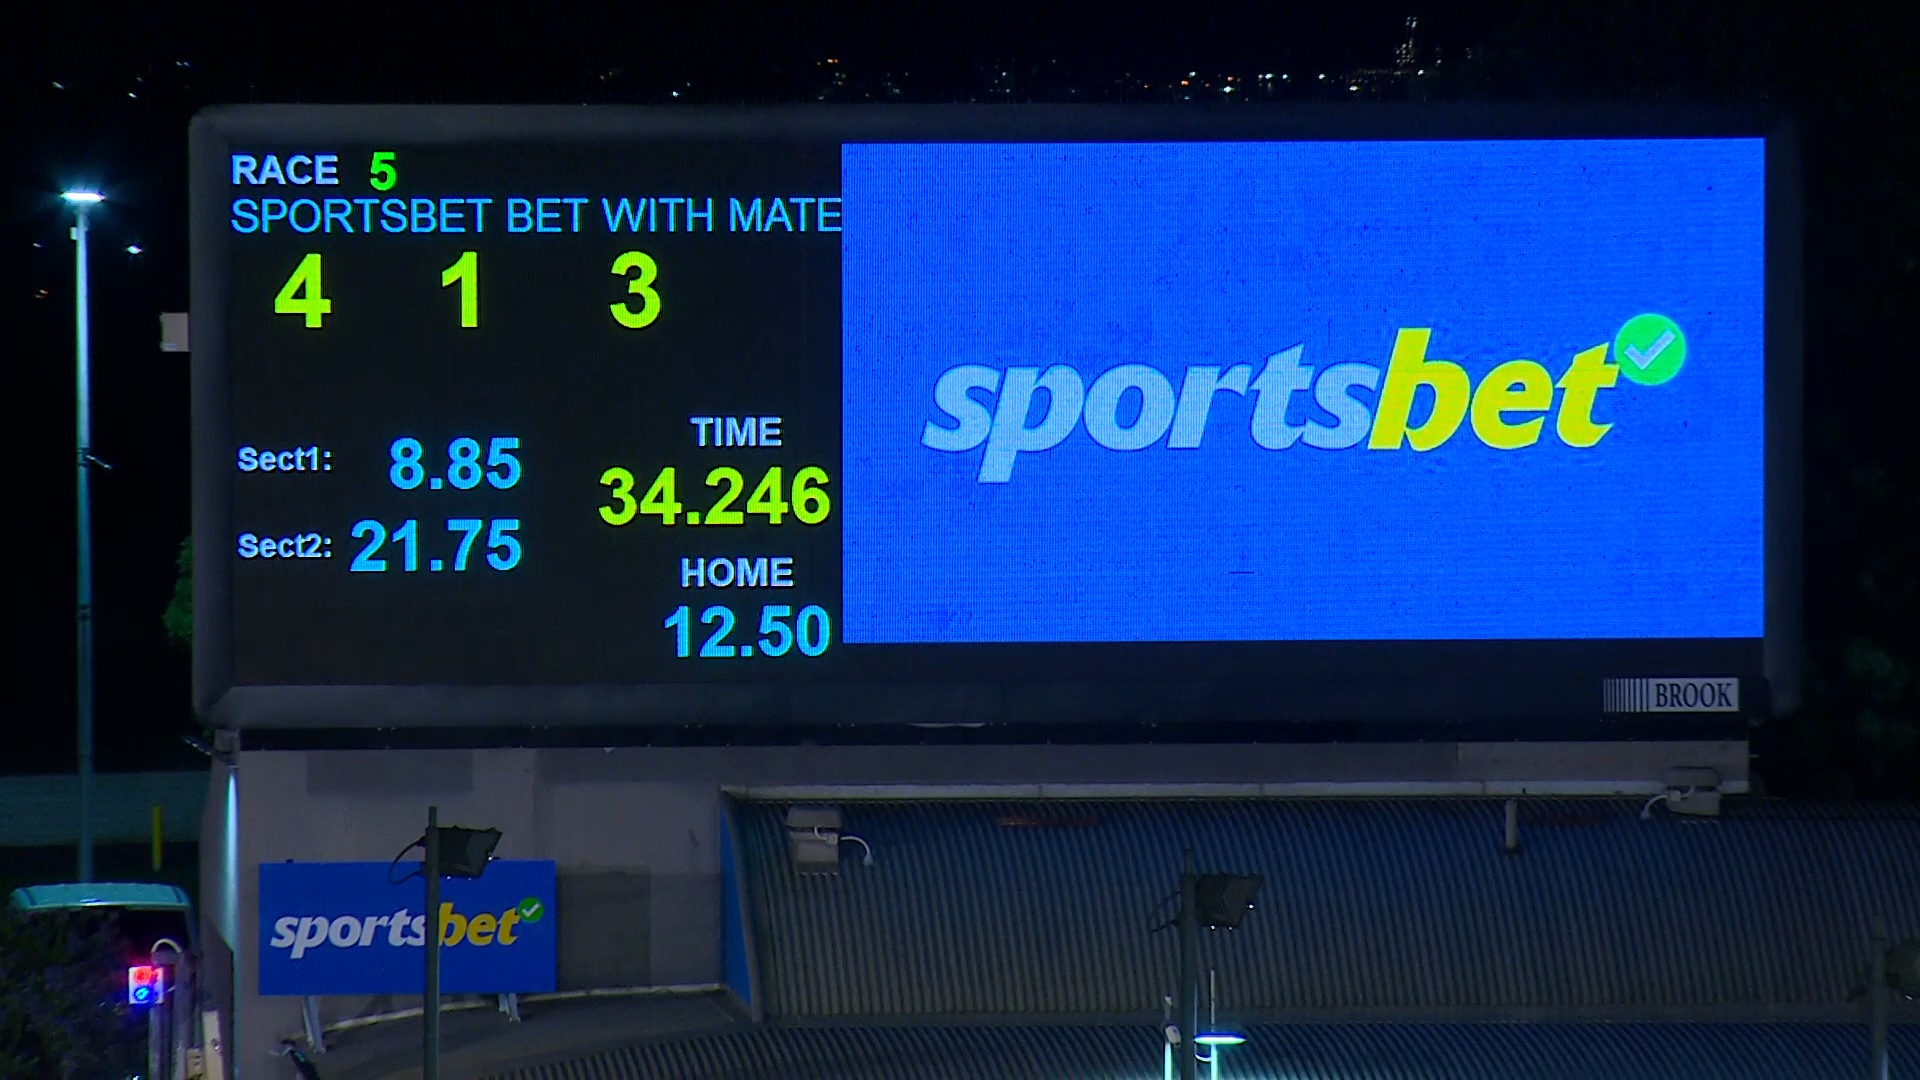 RACE 5
SPORTSBET BET WITH MATE
4 1 3
TIME
Sect1: 8.85
34.246
Sect2: 21.75
HOME
12.50
sportsbet
BROOK
sportsbet